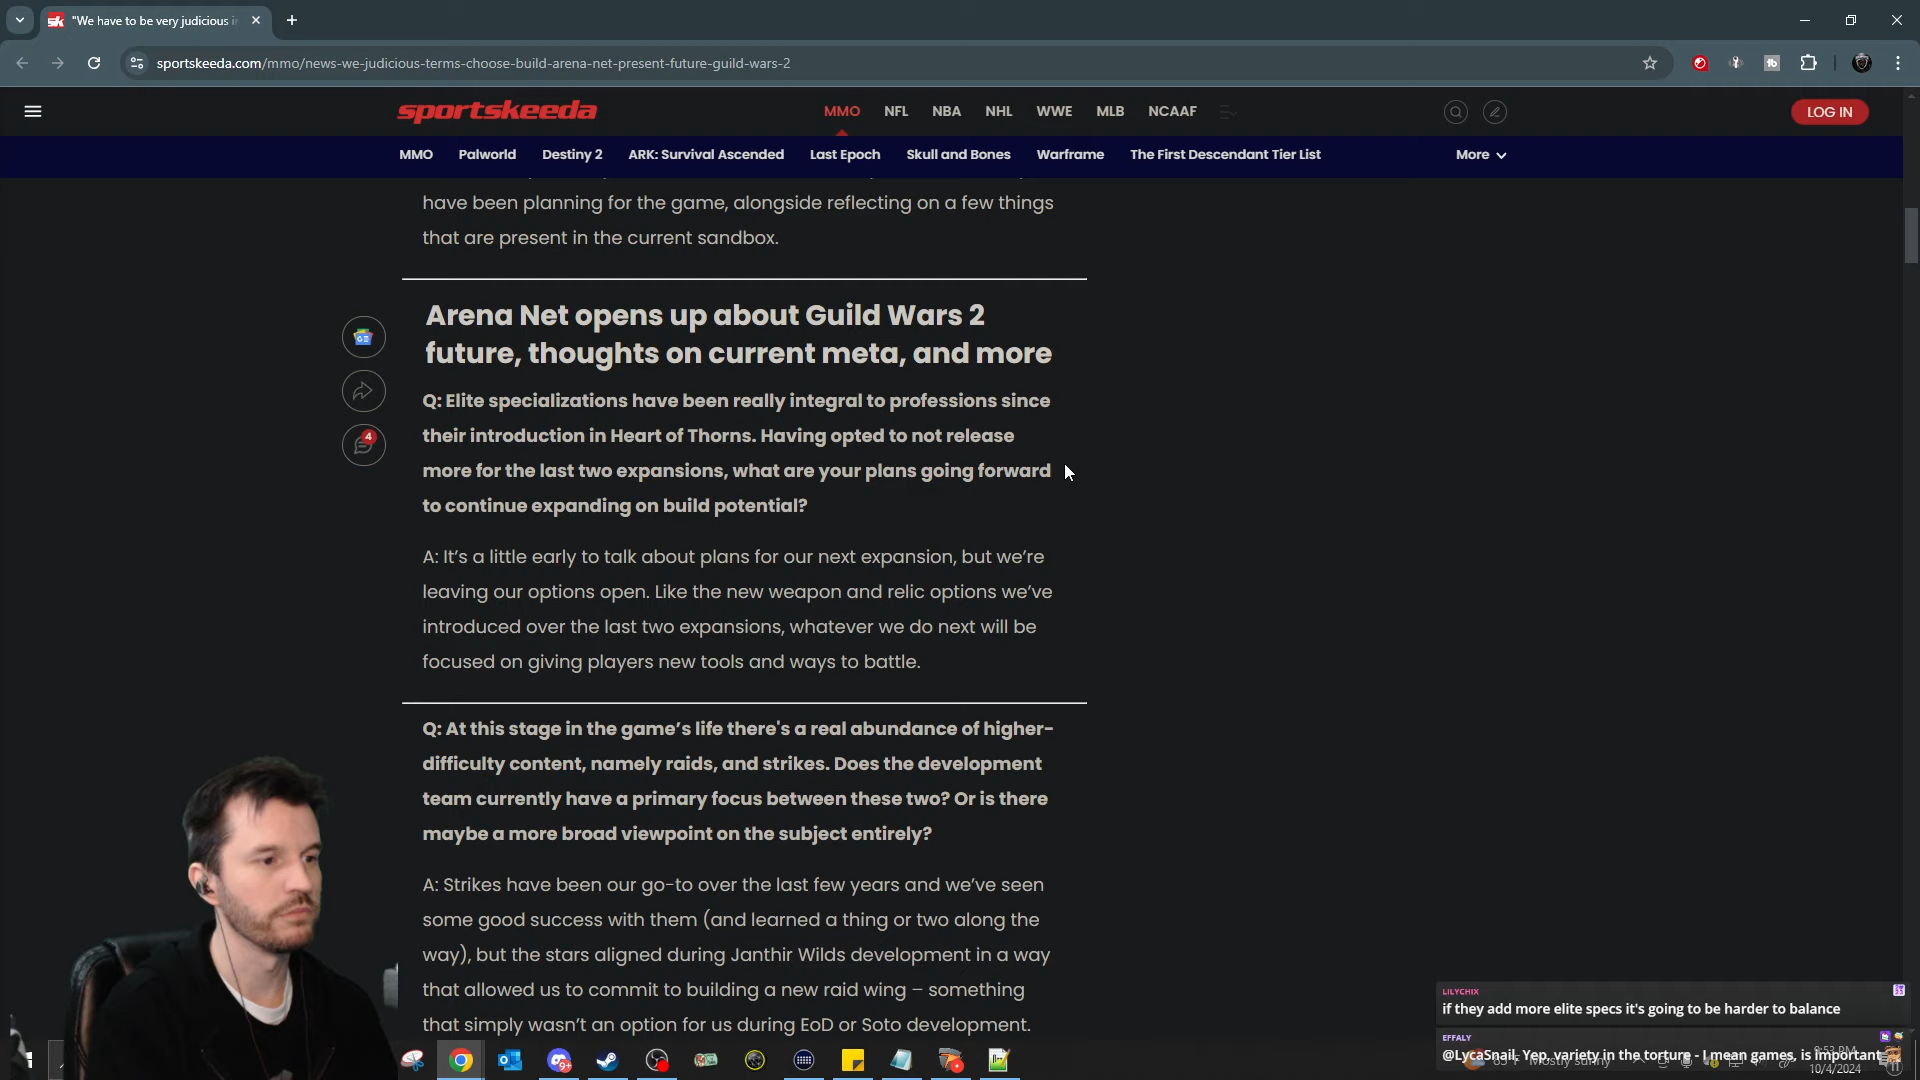 "We have to be very judicious i
sportskeeda.com/mmo/news-we-judicious-terms-choose-build-arena-net-present-future-guild-wars-2
sportskeeda
MMO NFL NBA NHL WWE MLB NCAAF
LOG IN
MMO Palworld Destiny 2 ARK: Survival Ascended Last Epoch Skull and Bones Warframe The First Descendant Tier List More
have been planning for the game, alongside reflecting on a few things
that are present in the current sandbox.
Arena Net opens up about Guild Wars 2
future, thoughts on current meta, and more
4
Q: Elite specializations have been really integral to professions since
their introduction in Heart of Thorns. Having opted to not release
more for the last two expansions, what are your plans going forward
to continue expanding on build potential?
A: It's a little early to talk about plans for our next expansion, but we're
leaving our options open. Like the new weapon and relic options we've
introduced over the last two expansions, whatever we do next will be
focused on giving players new tools and ways to battle.
Q: At this stage in the game's life there's a real abundance of higher-
difficulty content, namely raids, and strikes. Does the development
team currently have a primary focus between these two? Or is there
maybe a more broad viewpoint on the subject entirely?
A: Strikes have been our go-to over the last few years and we've seen
some good success with them (and learned a thing or two along the
way), but the stars aligned during Janthir Wilds development in a way
that allowed us to commit to building a new raid wing – something
that simply wasn't an option for us during EoD or Soto development.
LILYCHIX
if they add more elite specs it's going to be harder to balance
EFFALY
@LycaSnail, Yep, variety in the torture - I mean games, is important
Mostly sunny
9:53 PM
10/4/2024